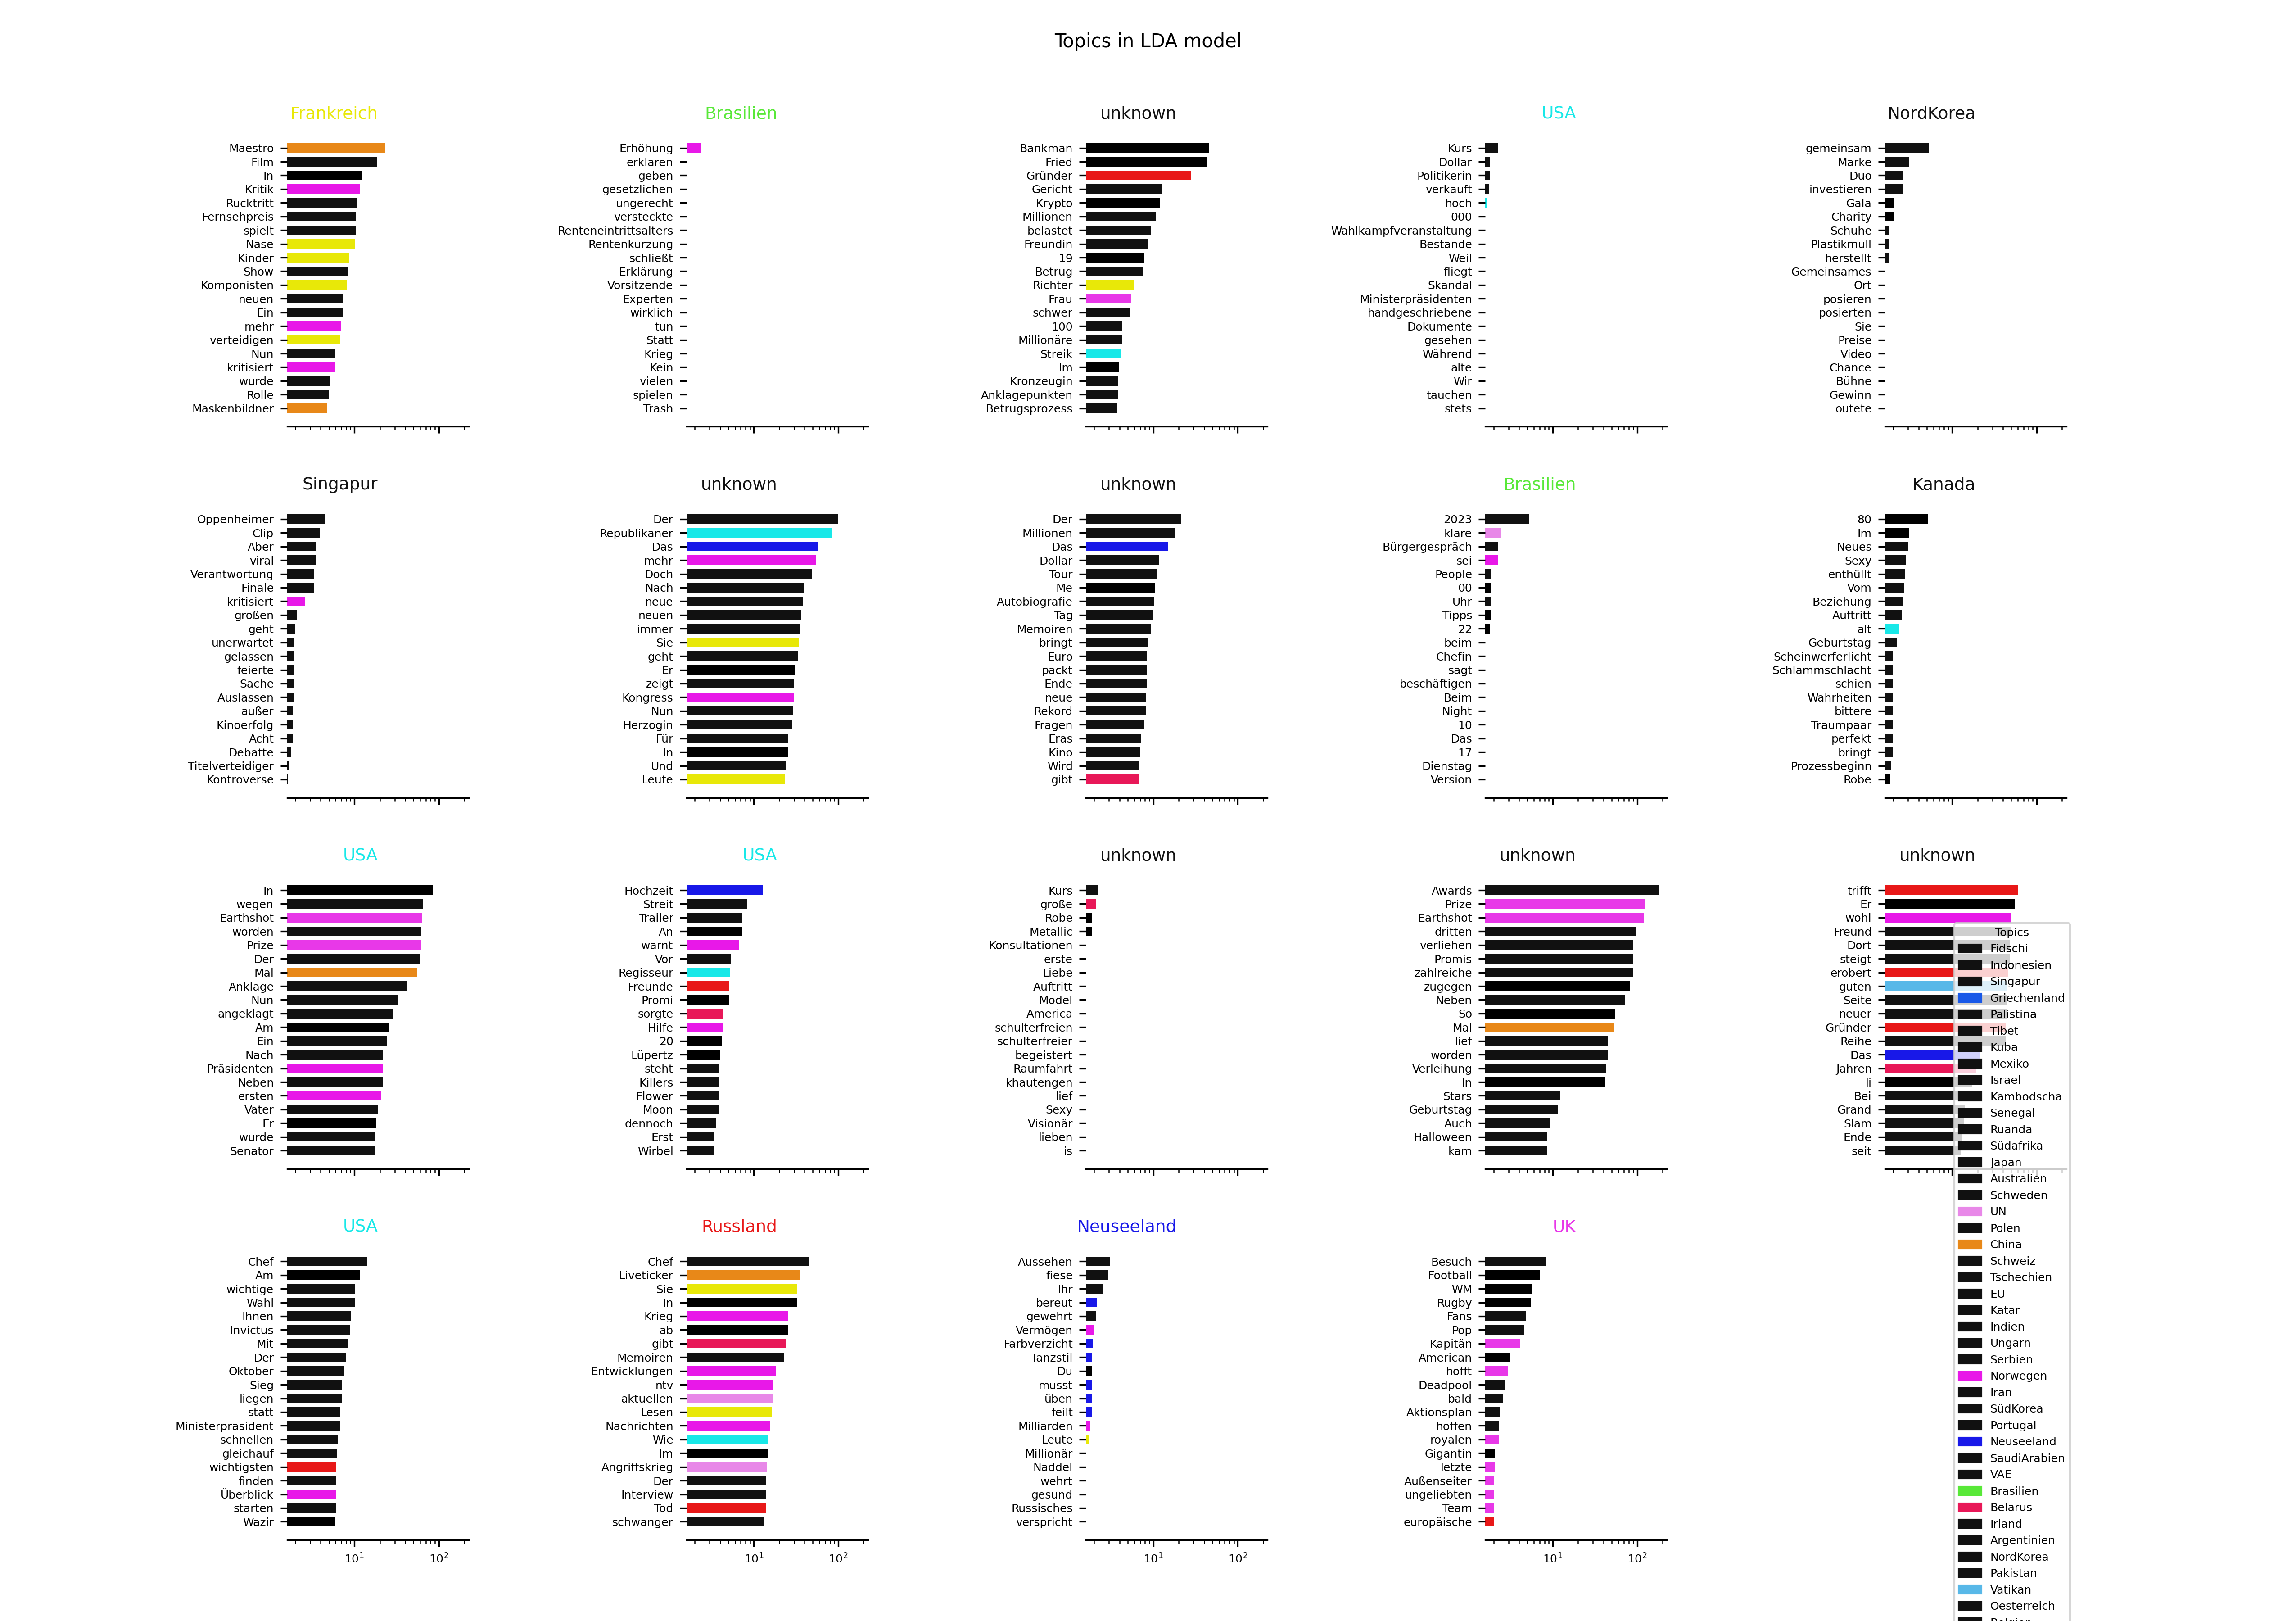 Topics in LDA model
Frankreich
Maestro
Film
In
Kritik
Rücktritt
Fernsehpreis
spielt
Nase
Kinder
Show
Komponisten
neuen
Ein
mehr
verteidigen
Nun
kritisiert
wurde
Rolle
Maskenbildner
Brasilien
Erhöhung
erklären
geben
gesetzlichen
ungerecht
versteckte
Renteneintrittsalters
Rentenkürzung
schließt
Erklärung
Vorsitzende
Experten
wirklich
tun
Statt
Krieg
Kein
vielen
spielen
Trash
unknown
Bankman
Fried
Gründer
Gericht
Krypto
Millionen
belastet
Freundin
19
Betrug
Richter
Frau
schwer
100
Millionäre
Streik
Im
Kronzeugin
Anklagepunkten
Betrugsprozess
USA
Kurs
Dollar
Politikerin
verkauft
hoch
000
Wahlkampfveranstaltung
Bestände
Weil
fliegt
Skandal
Ministerpräsidenten
handgeschriebene
Dokumente
gesehen
Während
alte
Wir
tauchen
stets
NordKorea
gemeinsam
Marke
Duo
investieren
Gala
Charity
Schuhe
Plastikmüll
herstellt
Gemeinsames
Ort
posieren
posierten
Sie
Preise
Video
Chance
Bühne
Gewinn
outete
Singapur
Oppenheimer
Clip
Aber
viral
Verantwortung
Finale
kritisiert
großen
geht
unerwartet
gelassen
feierte
Sache
Auslassen
außer
Kinoerfolg
Acht
Debatte
Titelverteidiger
Kontroverse
unknown
Der
Republikaner
Das
mehr
Doch
Nach
neue
neuen
immer
Sie
geht
Er
zeigt
Kongress
Nun
Herzogin
Für
In
Und
Leute
unknown
Der
Millionen
Das
Dollar
Tour
Me
Autobiografie
Tag
Memoiren
bringt
Euro
packt
Ende
neue
Rekord
Fragen
Eras
Kino
Wird
gibt
Brasilien
2023
klare
Bürgergespräch
sei
People
00
Uhr
Tipps
22
beim
Chefin
sagt
beschäftigen
Beim
Night
10
Das
17
Dienstag
Version
Kanada
80
Im
Neues
Sexy
enthüllt
Vom
Beziehung
Auftritt
alt
Geburtstag
Scheinwerferlicht
Schlammschlacht
schien
Wahrheiten
bittere
Traumpaar
perfekt
bringt
Prozessbeginn
Robe
USA
In
wegen
Earthshot
worden
Prize
Der
Mal
Anklage
Nun
angeklagt
Am
Ein
Nach
Präsidenten
Neben
ersten
Vater
Er
wurde
Senator
USA
Hochzeit
Streit
Trailer
An
warnt
Vor
Regisseur
Freunde
Promi
sorgte
Hilfe
20
Lüpertz
steht
Killers
Flower
Moon
dennoch
Erst
Wirbel
unknown
Kurs
große
Robe
Metallic
Konsultationen
erste
Liebe
Auftritt
Model
America
schulterfreien
schulterfreier
begeistert
Raumfahrt
khautengen
lief
Sexy
Visionär
lieben
is
unknown
Awards
Prize
Earthshot
dritten
verliehen
Promis
zahlreiche
zugegen
Neben
So
Mal
lief
worden
Verleihung
In
Stars
Geburtstag
Auch
Halloween
kam
unknown
trifft
Er
wohl
Freund
Dort
steigt
erobert
guten
Seite
neuer
Gründer
Reihe
Das
Jahren
li
Bei
Grand
Slam
Ende
seit
USA
Chef
Am
wichtige
Wahl
Ihnen
Invictus
Mit
Der
Oktober
Sieg
liegen
statt
Ministerpräsident
schnellen
gleichauf
wichtigsten
finden
Überblick
starten
Wazir
10¹ 10²
Russland
Chef
Liveticker
Sie
In
Krieg
ab
gibt
Memoiren
Entwicklungen
ntv
aktuellen
Lesen
Nachrichten
Wie
Im
Angriffskrieg
Der
Interview
Tod
schwanger
10¹ 10²
Neuseeland
Aussehen
fiese
Ihr
bereut
gewehrt
Vermögen
Farbverzicht
Tanzstil
Du
musst
üben
feilt
Milliarden
Leute
Millionär
Naddel
wehrt
gesund
Russisches
verspricht
10¹ 10²
UK
Besuch
Football
WM
Rugby
Fans
Pop
Kapitän
American
hofft
Deadpool
bald
Aktionsplan
hoffen
royalen
Gigantin
letzte
Außenseiter
ungeliebten
Team
europäische
10¹ 10²
Topics
Fidschi
Indonesien
Singapur
Griechenland
Palistina
Tibet
Kuba
Mexiko
Israel
Kambodscha
Senegal
Ruanda
Südafrika
Japan
Australien
Schweden
UN
Polen
China
Schweiz
Tschechien
EU
Katar
Indien
Ungarn
Serbien
Norwegen
Iran
SüdKorea
Portugal
Neuseeland
SaudiArabien
VAE
Brasilien
Belarus
Irland
Argentinien
NordKorea
Pakistan
Vatikan
Oesterreich